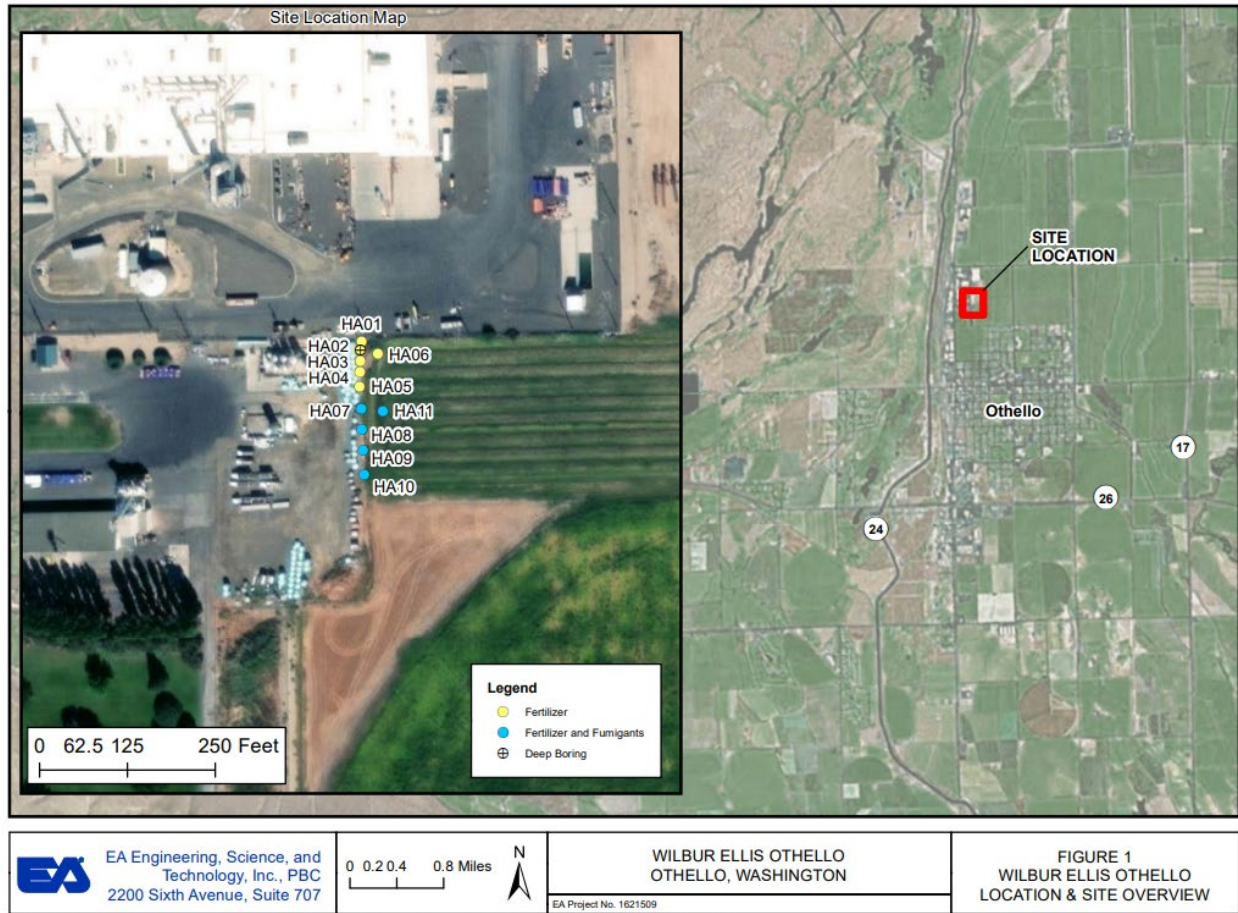 Site Location Map
HA01
HA02
HA03
HA06
HA04
HA05
HA07
HA11
HA08
HA09
HA10
Legend
Fertilizer
Fertilizer and Fumigants
Deep Boring
0 62.5 125 250 Feet
SITE
LOCATION
Othello
17
26
24
EA
EA Engineering, Science, and
Technology, Inc., PBC
2200 Sixth Avenue, Suite 707
0 0.2 0.4 0.8 Miles
N
WILBUR ELLIS OTHELLO
OTHELLO, WASHINGTON
EA Project No. 1621509
FIGURE 1
WILBUR ELLIS OTHELLO
LOCATION & SITE OVERVIEW